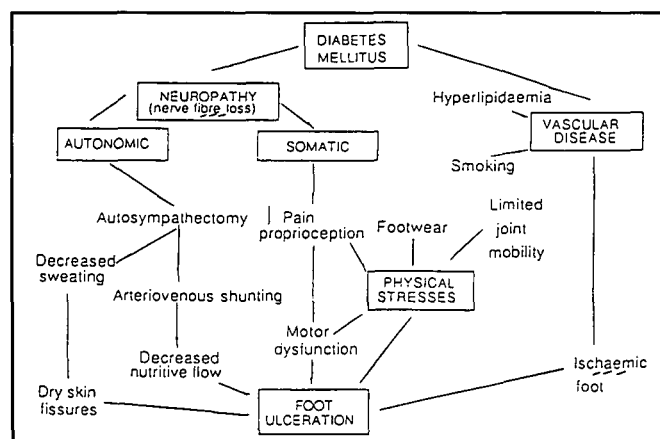 DIABETES
MELLITUS
NEUROPATHY
(nerve fibre loss)
Hyperlipidaemia
VASCULAR
DISEASE
AUTONOMIC
SOMATIC
Smoking
Limited
joint
mobility
Autosympathectomy
Pain
proprioception
Footwear
Decreased
sweating
Arteriovenous shunting
PHYSICAL
STRESSES
Motor
dysfunction
Decreased
nutritive flow
Ischaemic
foot
Dry skin
fissures
FOOT
ULCERATION